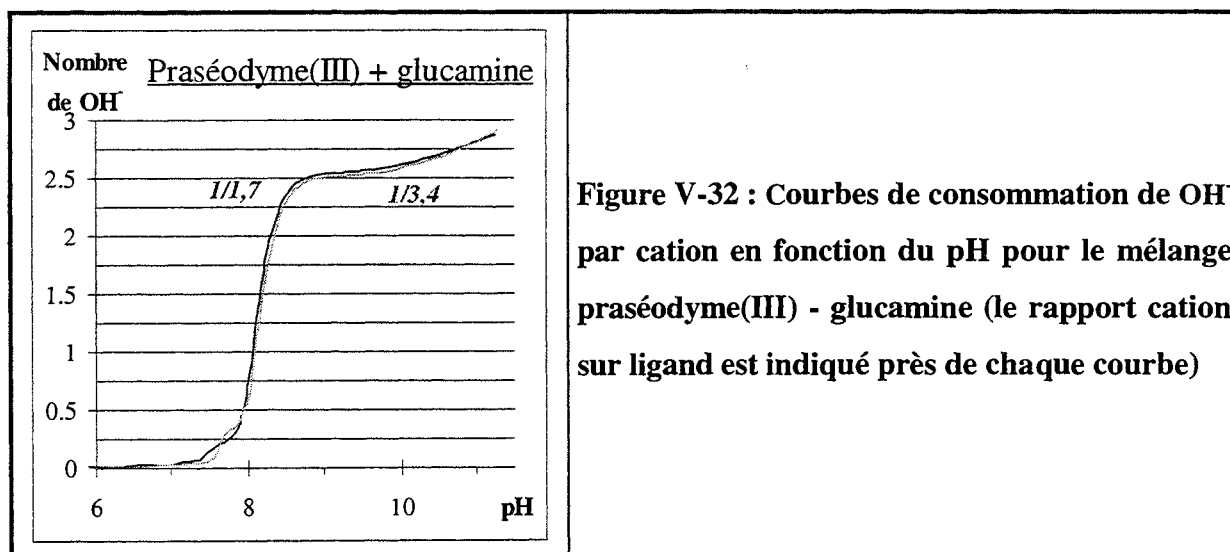 Nombre
de OH-
Praséodyme(III) + glucamine
3
2.5
2
1.5
1
0.5
0
1/1,7
1/3,4
6
8
10
pH
Figure V-32 : Courbes de consommation de OH-
par cation en fonction du pH pour le mélange
praséodyme(III) - glucamine (le rapport cation
sur ligand est indiqué près de chaque courbe)